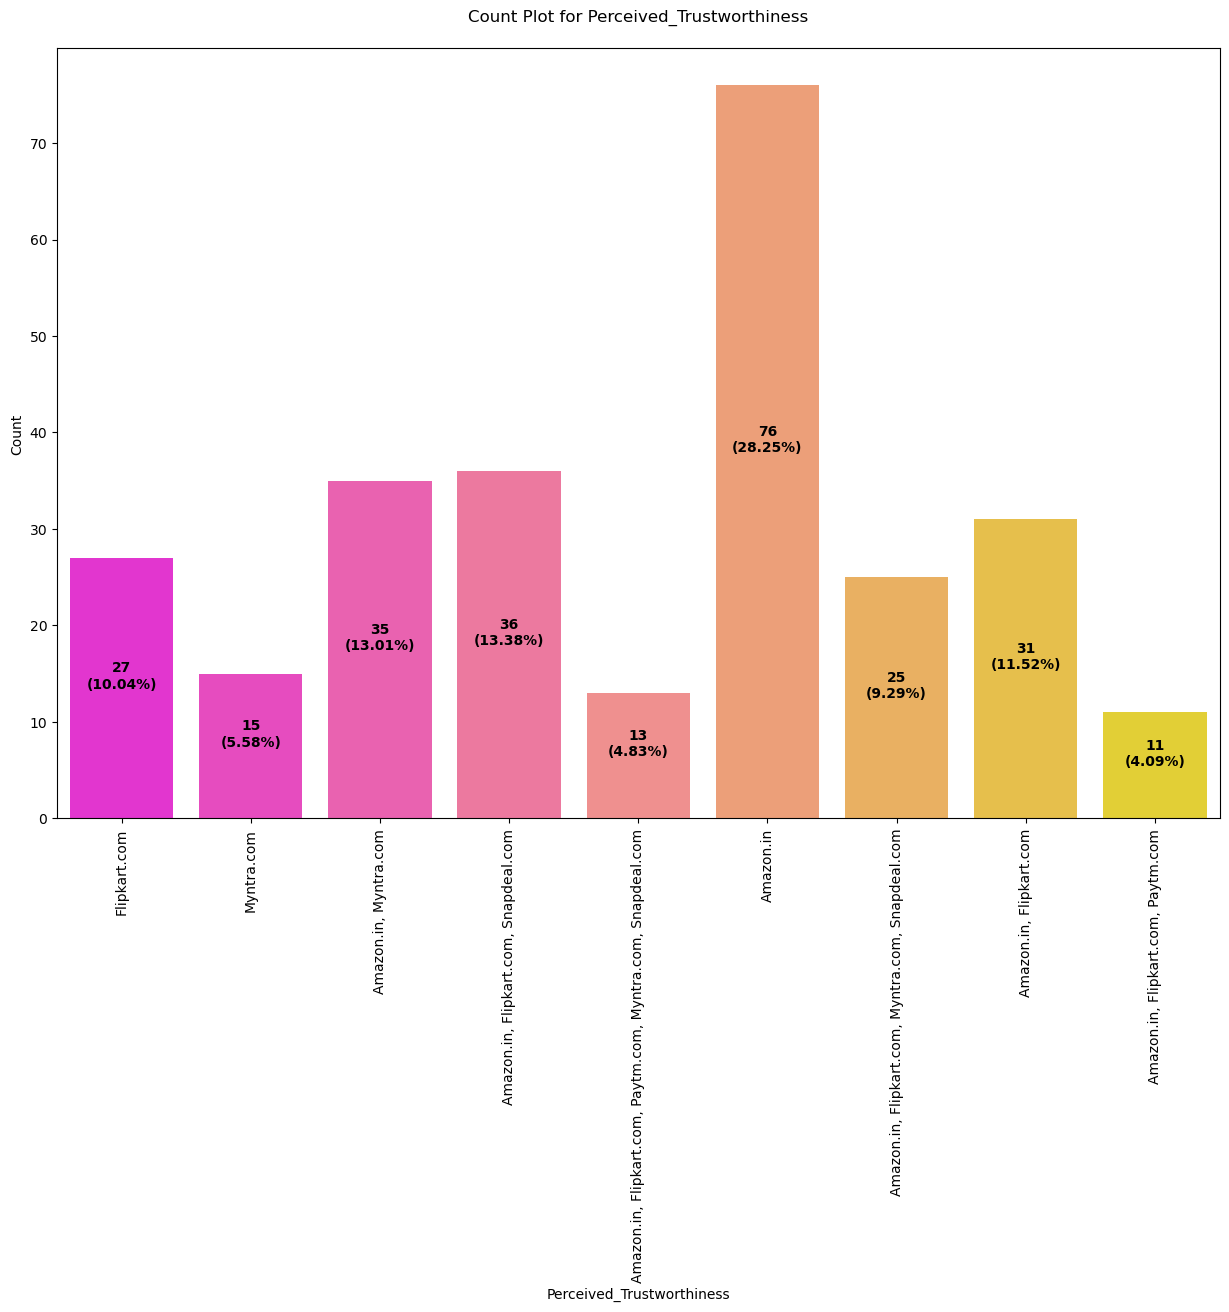 Count Plot for Perceived_Trustworthiness
Count
70
60
50
40
30
20
10
0
27
(10.04%)
15
(5.58%)
35
(13.01%)
36
(13.38%)
13
(4.83%)
76
(28.25%)
25
(9.29%)
31
(11.52%)
11
(4.09%)
Flipkart.com
Myntra.com
Amazon.in, Myntra.com
Amazon.in, Flipkart.com, Snapdeal.com
Amazon.in, Flipkart.com, Paytm.com, Myntra.com, Snapdeal.com
Amazon.in
Amazon.in, Flipkart.com, Myntra.com, Snapdeal.com
Amazon.in, Flipkart.com
Amazon.in, Flipkart.com, Paytm.com
Perceived_Trustworthiness